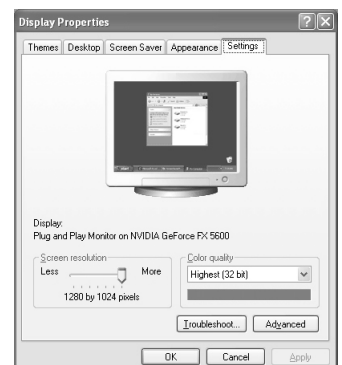 Display Properties
Themes Desktop Screen Saver Appearance Settings
Display:
Plug and Play Monitor on NVIDIA GeForce FX 5600
Screen resolution
Less More
1280 by 1024 pixels
Color quality
Highest (32 bit)
Troubleshoot... Advanced
OK Cancel Apply